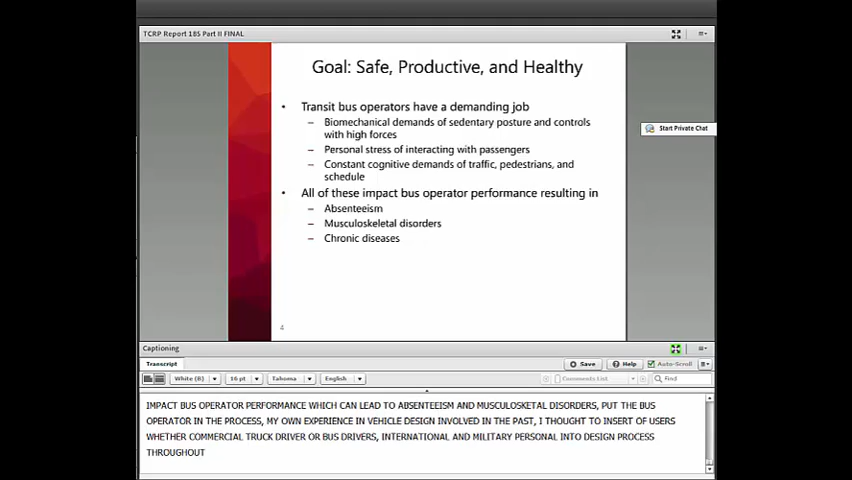 TCRP Report 185 Part II FINAL
Goal: Safe, Productive, and Healthy
• Transit bus operators have a demanding job
– Biomechanical demands of sedentary posture and controls
with high forces
– Personal stress of interacting with passengers
– Constant cognitive demands of traffic, pedestrians, and
schedule
• All of these impact bus operator performance resulting in
– Absenteeism
– Musculoskeletal disorders
– Chronic diseases
4
Start Private Chat
Captioning
Transcript
Save Help Auto-Scroll
White (B) 16 pt Tahoma English Comments List Find
IMPACT BUS OPERATOR PERFORMANCE WHICH CAN LEAD TO ABSENTEEISM AND MUSCULOSKETAL DISORDERS, PUT THE BUS
OPERATOR IN THE PROCESS, MY OWN EXPERIENCE IN VEHICLE DESIGN INVOLVED IN THE PAST, I THOUGHT TO INSERT OF USERS
WHETHER COMMERCIAL TRUCK DRIVER OR BUS DRIVERS, INTERNATIONAL AND MILITARY PERSONAL INTO DESIGN PROCESS
THROUGHOUT